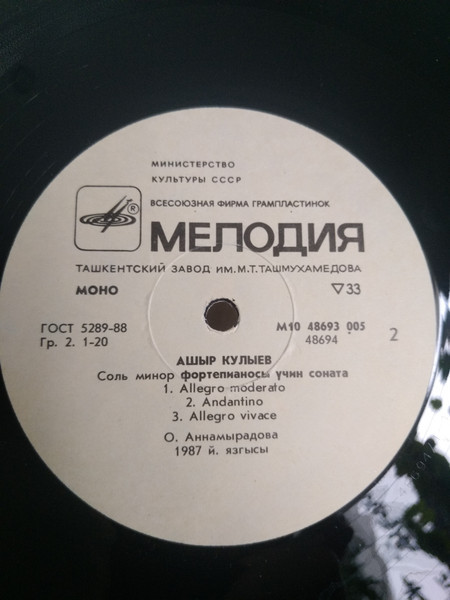 МИНИСТЕРСТВО
КУЛЬТУРЫ СССР
ВСЕСОЮЗНАЯ ФИРМА ГРАМПЛАСТИНОК
® МЕЛОДИЯ
ТАШКЕНТСКИЙ ЗАВОД ИМ. М.Т. ТАШМУХАМЕДОВА
МОНО ▽33
ГОСТ 5289-88 М10 48693 005
Гр. 2. 1-20 48694 2
АШЫР КУЛЫЕВ
Соль минор фортепианосы үчин соната
1. Allegro moderato
2. Andantino
3. Allegro vivace
О. Аннамырадова
1987 й. язгысы